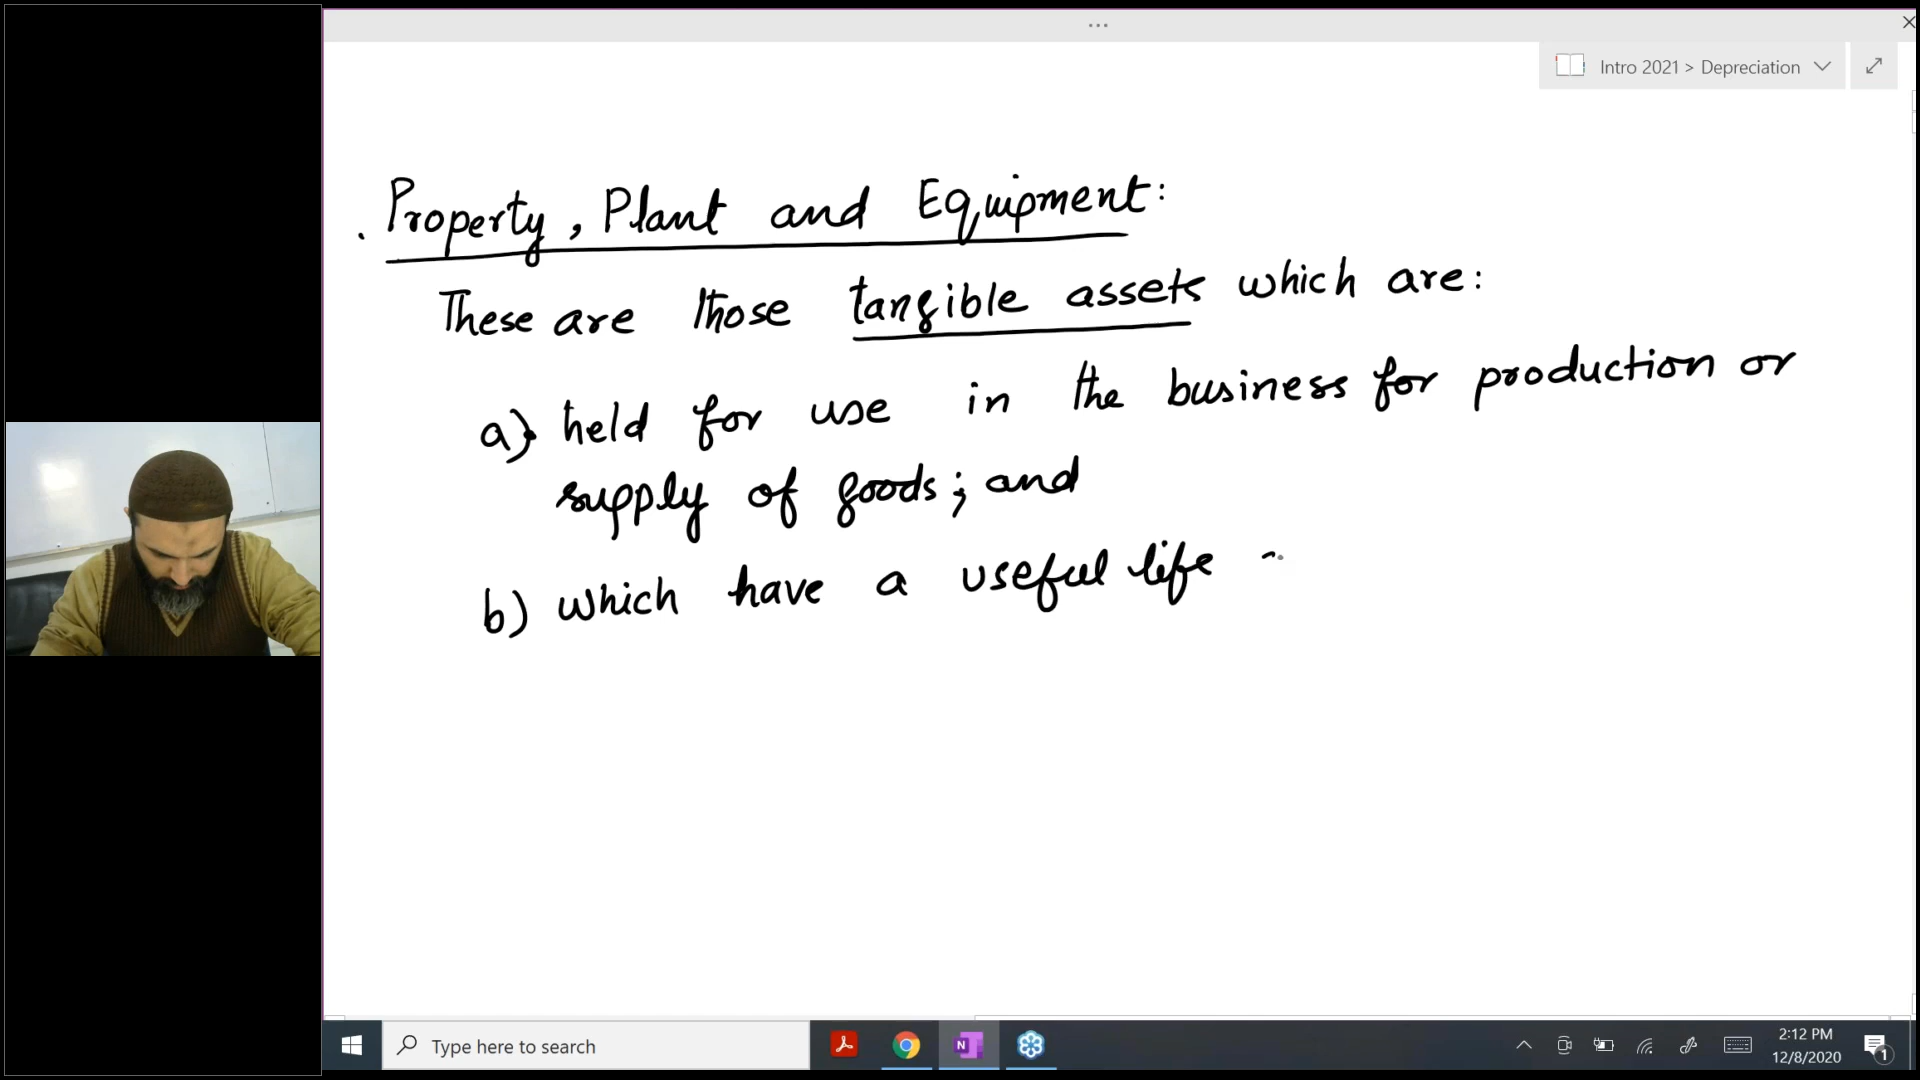 Intro 2021 > Depreciation
Property, Plant and Equipment:
These are those tangible assets which are:
a) held for use in the business for production or
supply of goods; and
b) which have a useful life
Type here to search
N
2:12 PM
12/8/2020
1